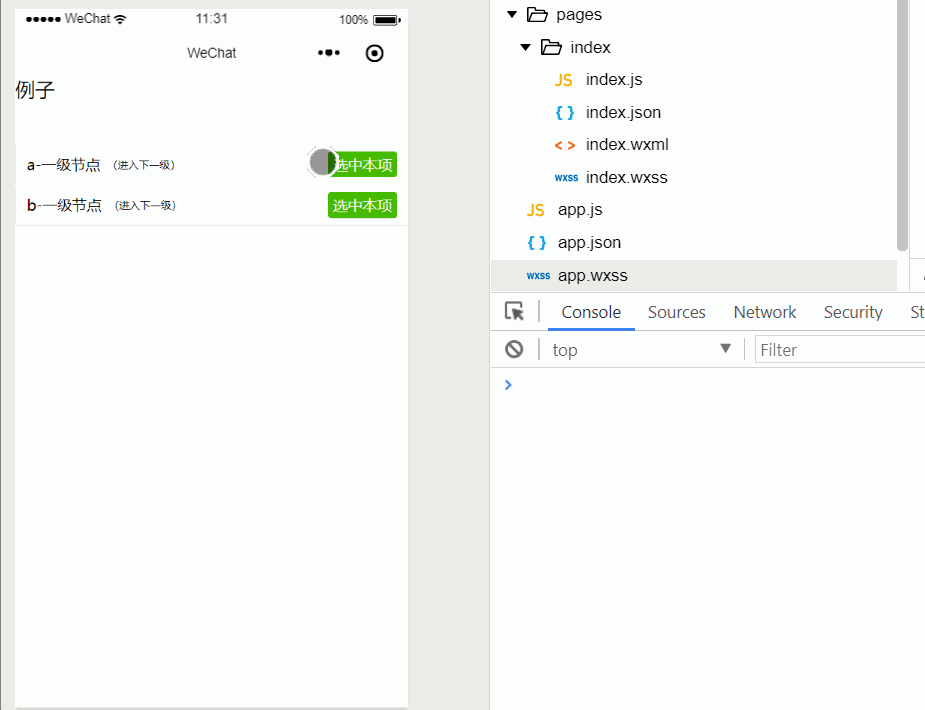 ●●●●● WeChat 11:31 100%
WeChat
例子
a-一级节点 （进入下一级） 选中本项
b-一级节点 （进入下一级） 选中本项
pages
index
JS index.js
{ } index.json
< > index.wxml
wxss index.wxss
JS app.js
{ } app.json
wxss app.wxss
Console Sources Network Security St
top ▼ Filter